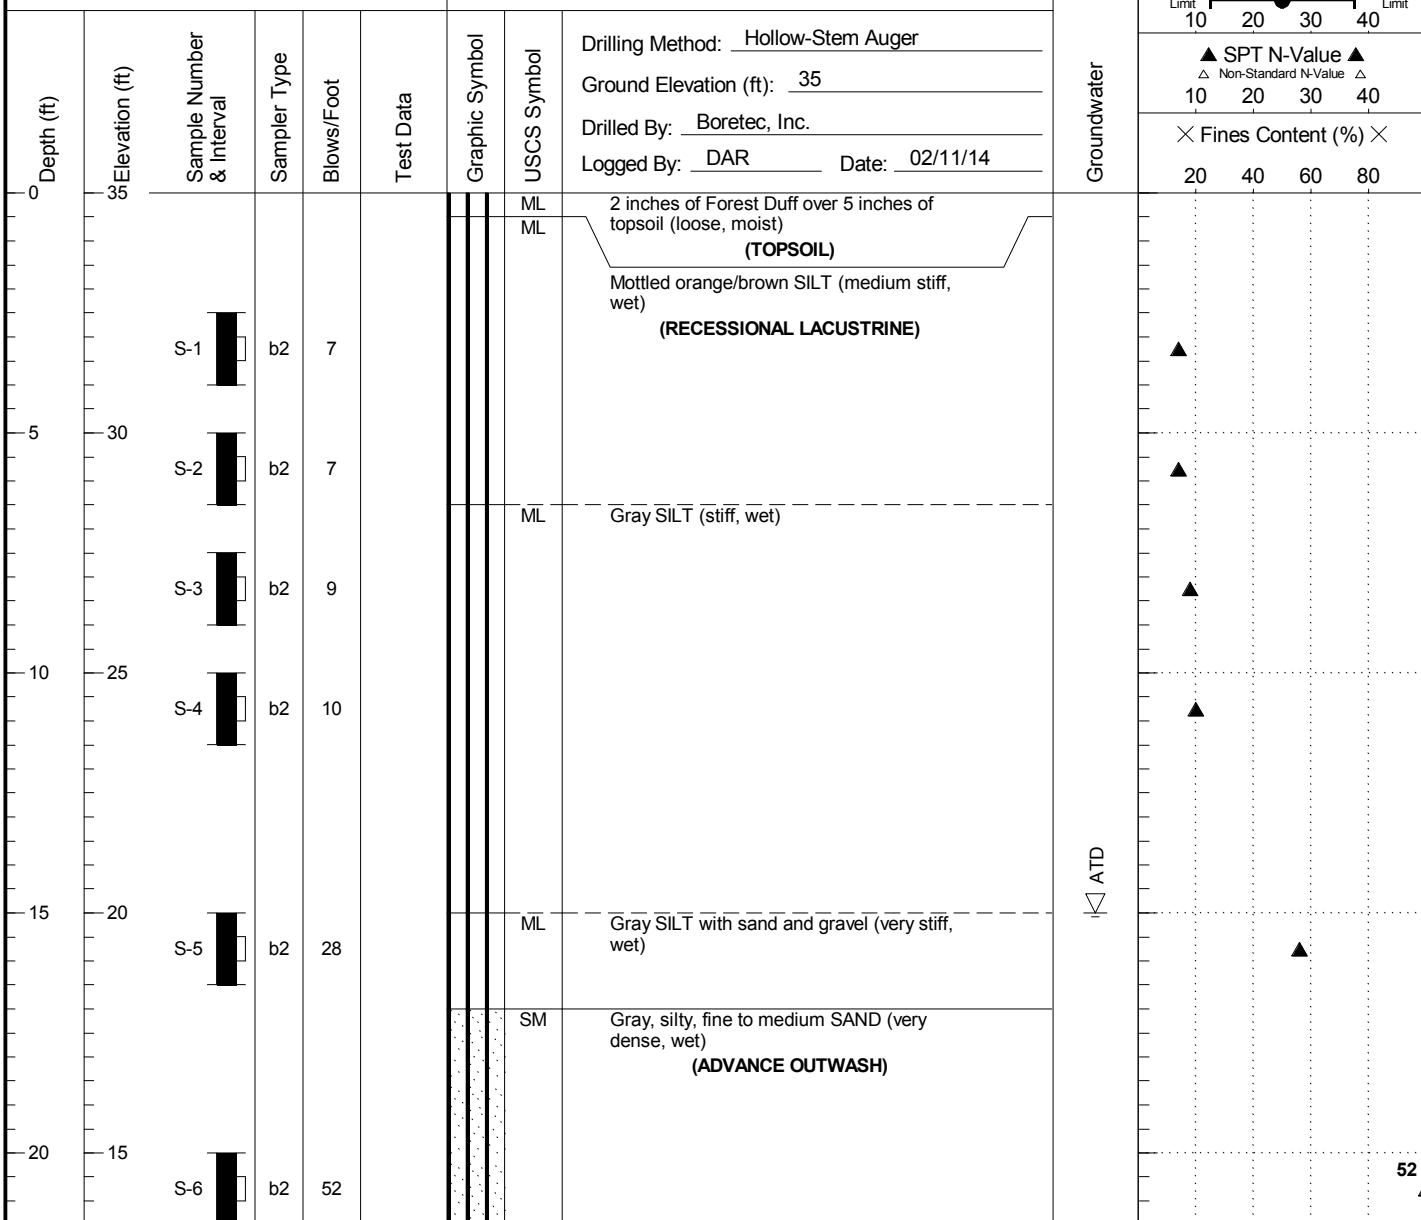 Limit Limit
10 20 30 40
▲ SPT N-Value ▲
△ Non-Standard N-Value △
10 20 30 40
× Fines Content (%) ×
20 40 60 80
Depth (ft)
Elevation (ft)
Sample Number
& Interval
Sampler Type
Blows/Foot
Test Data
Graphic Symbol
USCS Symbol
Drilling Method: Hollow-Stem Auger
Ground Elevation (ft): 35
Drilled By: Boretec, Inc.
Logged By: DAR Date: 02/11/14
Groundwater
0 35
ML 2 inches of Forest Duff over 5 inches of
topsoil (loose, moist)
(TOPSOIL)
ML Mottled orange/brown SILT (medium stiff,
wet)
(RECESSIONAL LACUSTRINE)
S-1 b2 7
5 30
S-2 b2 7
ML Gray SILT (stiff, wet)
S-3 b2 9
10 25
S-4 b2 10
ATD
15 20
ML Gray SILT with sand and gravel (very stiff,
wet)
S-5 b2 28
SM Gray, silty, fine to medium SAND (very
dense, wet)
(ADVANCE OUTWASH)
20 15
S-6 b2 52
52